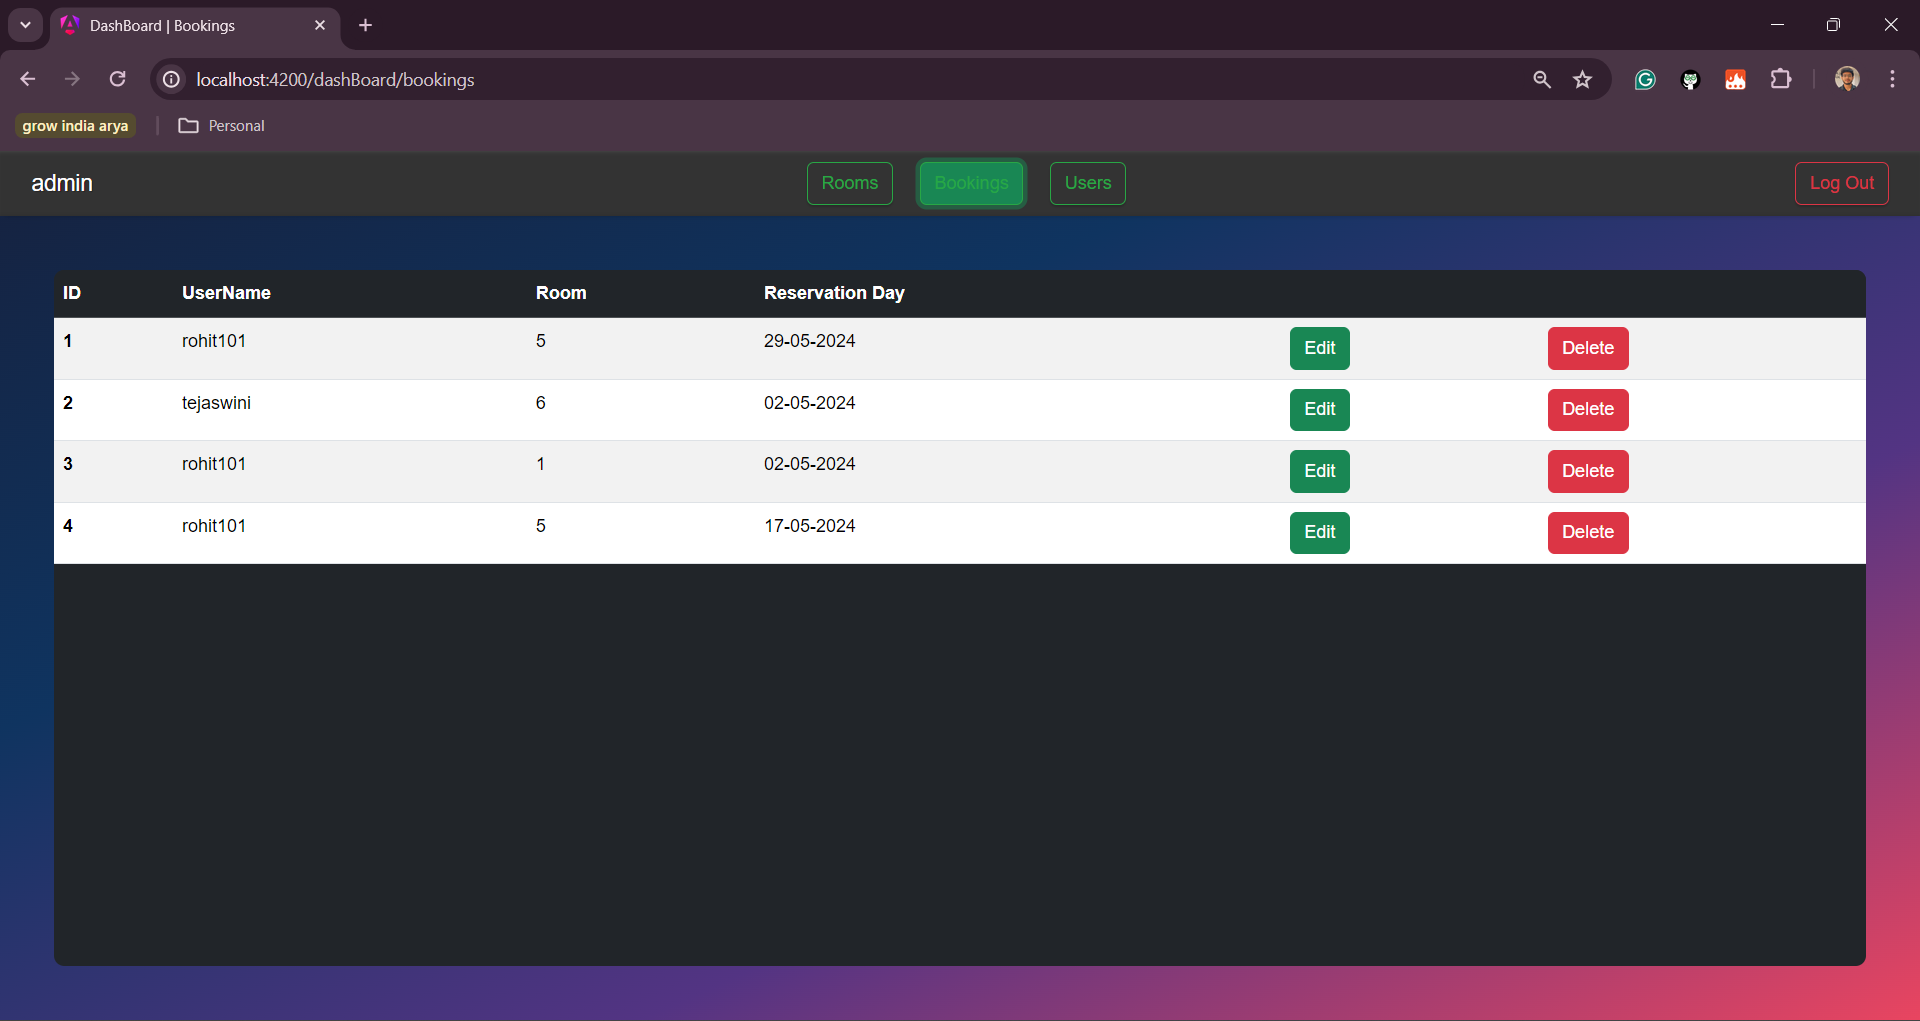 DashBoard | Bookings
localhost:4200/dashBoard/bookings
grow india arya Personal
admin Rooms Bookings Users Log Out
ID UserName Room Reservation Day
1 rohit101 5 29-05-2024 Edit Delete
2 tejaswini 6 02-05-2024 Edit Delete
3 rohit101 1 02-05-2024 Edit Delete
4 rohit101 5 17-05-2024 Edit Delete